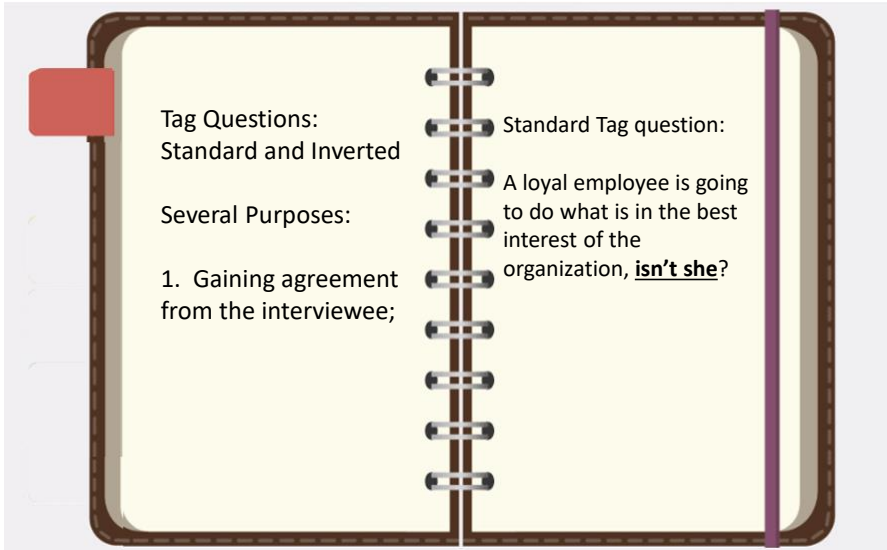 Tag Questions:
Standard and Inverted
Several Purposes:
1. Gaining agreement
from the interviewee;
Standard Tag question:
A loyal employee is going
to do what is in the best
interest of the
organization, isn’t she?